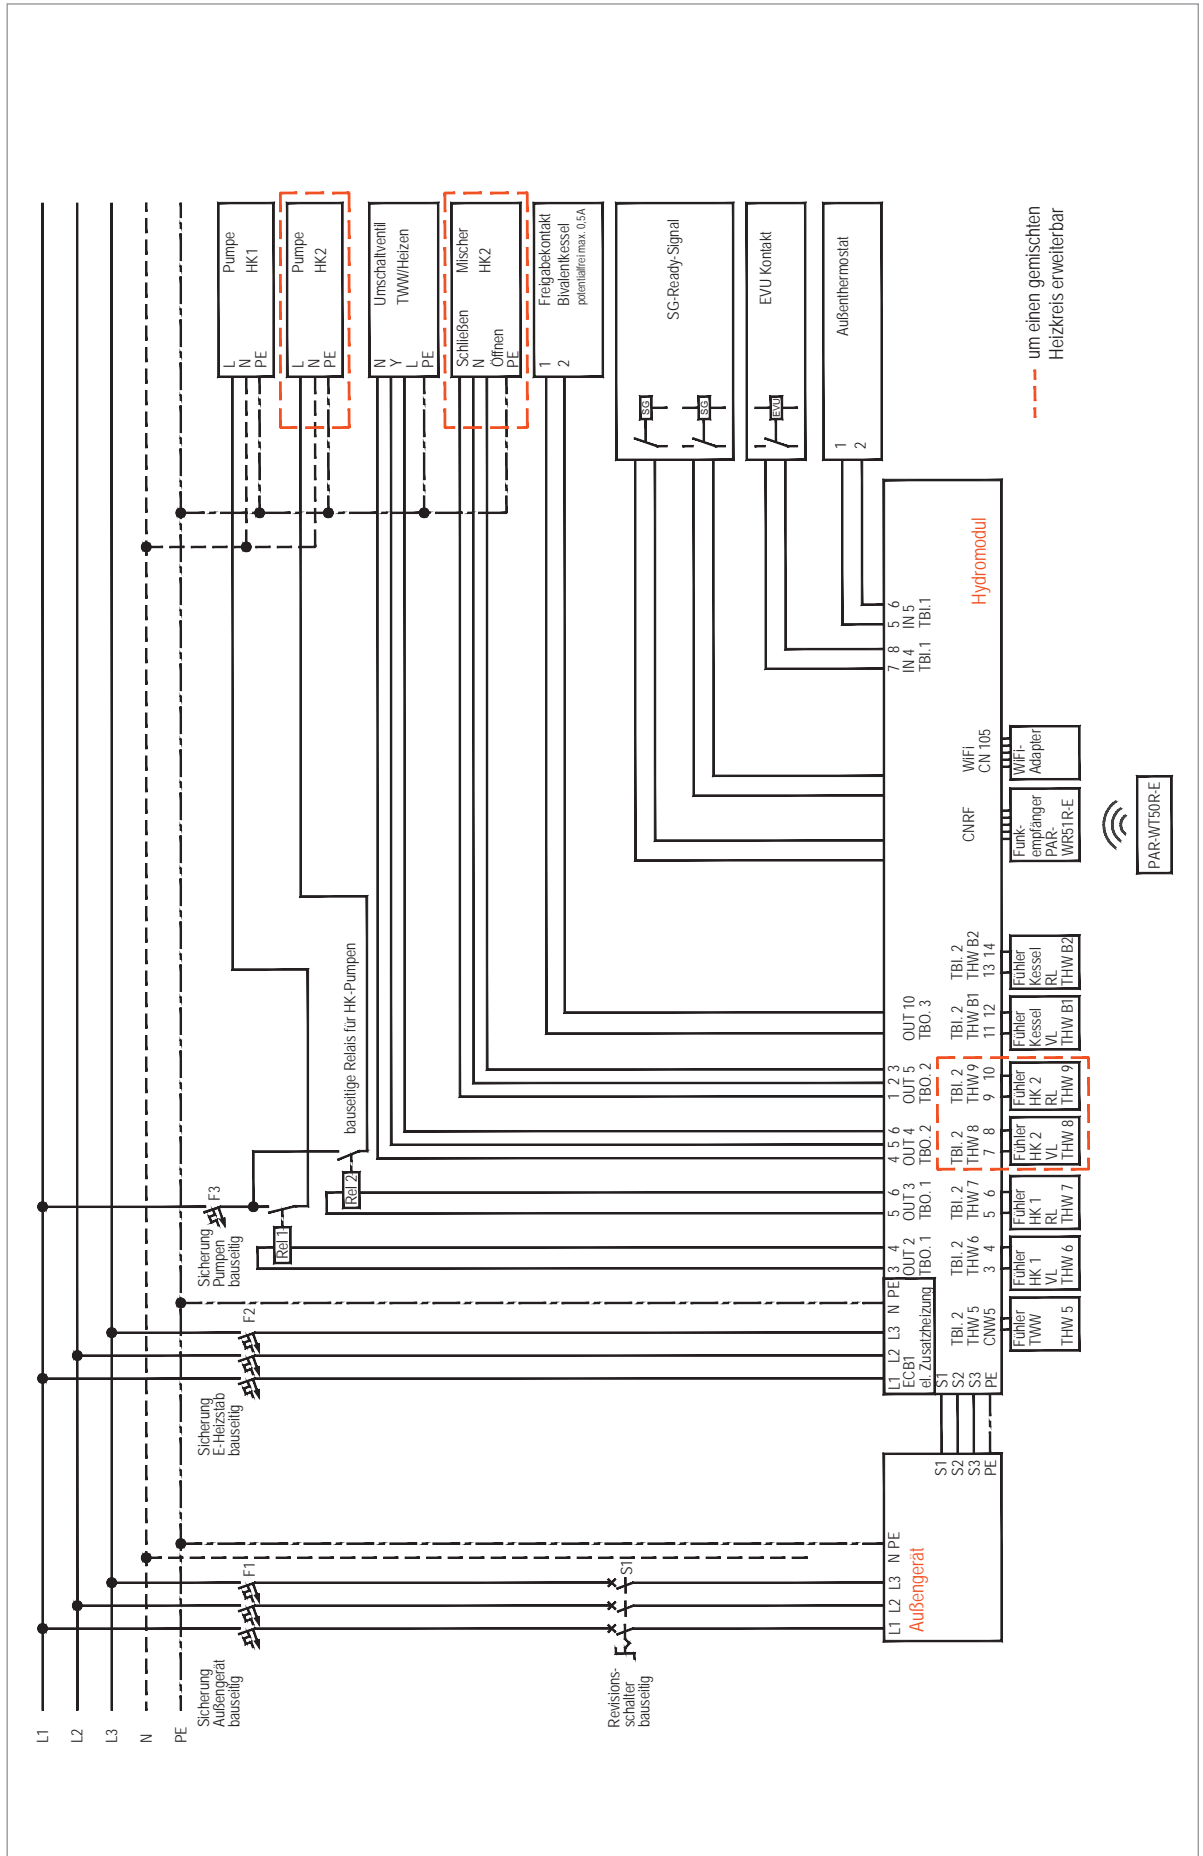 L1
L2
L3
N
PE
Sicherung
Außengerät
bauseitig
F1
Sicherung
E-Heizstab
bauseitig
F2
Sicherung
Pumpen
bauseitig
F3
Rel 1
Rel 2
bauseitige Relais für HK-Pumpen
Revisions-
schalter
bauseitig
S1
L
N
PE
Pumpe
HK1
L
N
PE
Pumpe
HK2
N
Y
L
PE
Umschaltventil
TWW/Heizen
Schließen
N
Öffnen
PE
Mischer
HK2
1
2
Freigabekontakt
Bivalentkessel
potentialfrei max. 0,5A
SG
SG
SG-Ready-Signal
EVU
EVU Kontakt
1
2
Außenthermostat
um einen gemischten
Heizkreis erweiterbar
L1 L2 L3 N PE
Außengerät
S1
S2
S3
PE
L1 L2 L3 N PE
ECB1
el. Zusatzheizung
S1
S2
S3
PE
3 4
OUT 2
TBO. 1
5 6
OUT 3
TBO. 1
4 5 6
OUT 4
TBO. 2
1 2 3
OUT 5
TBO. 2
OUT 10
TBO. 3
7 8
IN 4
TBI.1
5 6
IN 5
TBI.1
Hydromodul
TBI. 2
THW 5
CNW5
TBI. 2
THW 6
3 4
TBI. 2
THW 7
5 6
TBI. 2
THW 8
7 8
TBI. 2
THW 9
9 10
TBI. 2
THW B1
11 12
TBI. 2
THW B2
13 14
CNRF
WiFi
CN 105
Fühler
TWW
THW 5
Fühler
HK 1
VL
THW 6
Fühler
HK 1
RL
THW 7
Fühler
HK 2
VL
THW 8
Fühler
HK 2
RL
THW 9
Fühler
Kessel
VL
THW B1
Fühler
Kessel
RL
THW B2
Funk-
empfänger
PAR-
WR51R-E
WiFi-
Adapter
PAR-WT50R-E